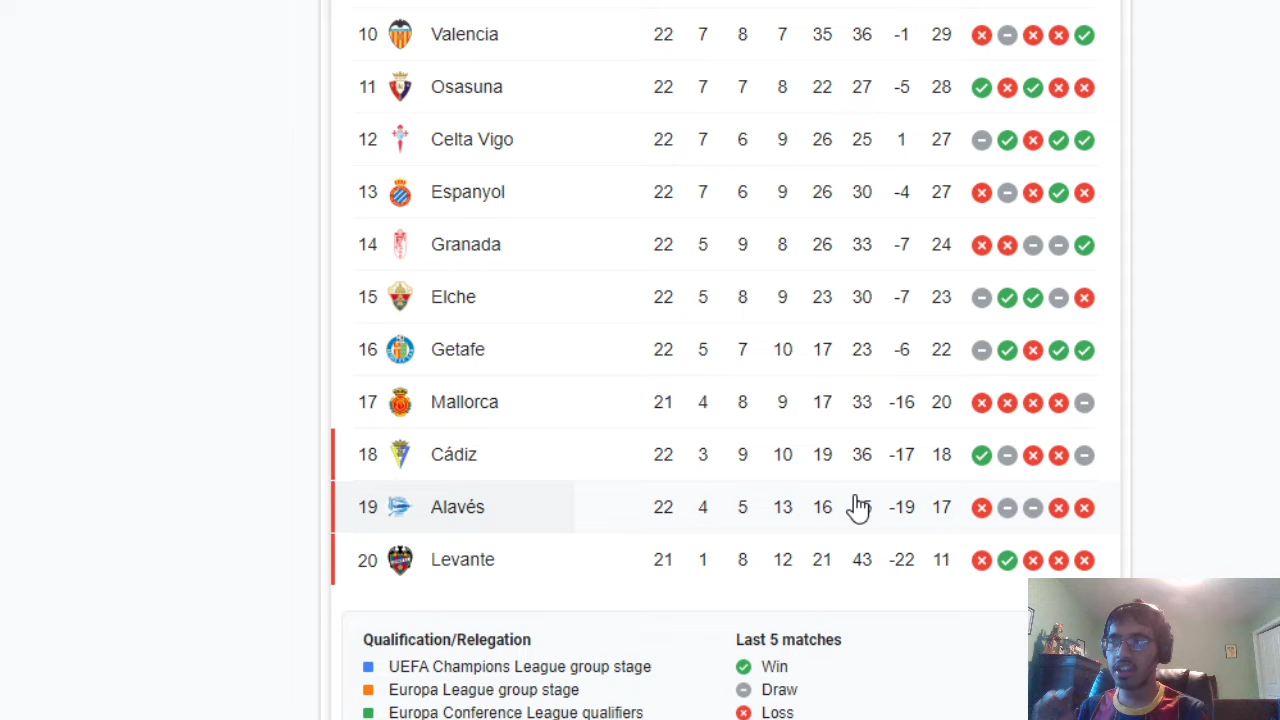 10 Valencia 22 7 8 7 35 36 -1 29
11 Osasuna 22 7 7 8 22 27 -5 28
12 Celta Vigo 22 7 6 9 26 25 1 27
13 Espanyol 22 7 6 9 26 30 -4 27
14 Granada 22 5 9 8 26 33 -7 24
15 Elche 22 5 8 9 23 30 -7 23
16 Getafe 22 5 7 10 17 23 -6 22
17 Mallorca 21 4 8 9 17 33 -16 20
18 Cádiz 22 3 9 10 19 36 -17 18
19 Alavés 22 4 5 13 16 -19 17
20 Levante 21 1 8 12 21 43 -22 11
Qualification/Relegation Last 5 matches
UEFA Champions League group stage Win
Europa League group stage Draw
Europa Conference League qualifiers Loss